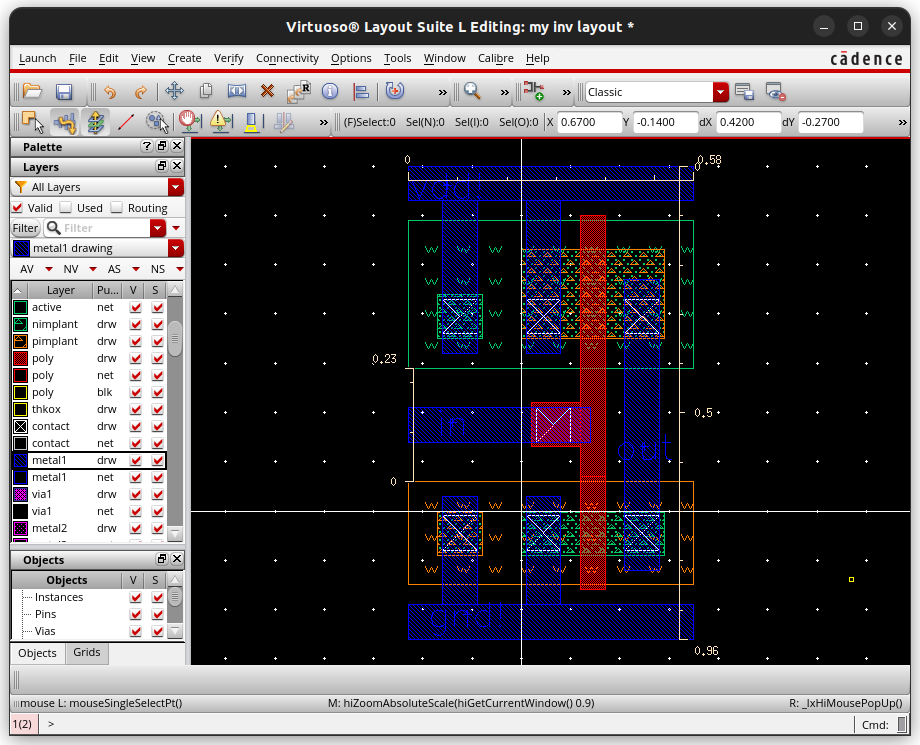 Virtuoso® Layout Suite L Editing: my inv layout *
Launch File Edit View Create Verify Connectivity Options Tools Window Calibre Help
cādence
» » » Classic
» (F)Select:0 Sel(N):0 Sel(I):0 Sel(O):0 X 0.6700 Y -0.1400 dX 0.4200 dY -0.2700 »
Palette
Layers
All Layers
Valid Used Routing
Filter Filter
metal1 drawing
AV NV AS NS
Layer Pu... V S
active net
nimplant drw
pimplant drw
poly drw
poly net
poly blk
thkox drw
contact drw
contact net
metal1 drw
metal1 net
via1 drw
via1 net
metal2 drw
Objects
Objects V S
Instances
Pins
Vias
Objects Grids
0 0.58
vdd!
0.23
0.5
0
gnd!
0.96
mouse L: mouseSingleSelectPt() M: hiZoomAbsoluteScale(hiGetCurrentWindow() 0.9) R: _lxHiMousePopUp()
1(2) > Cmd: